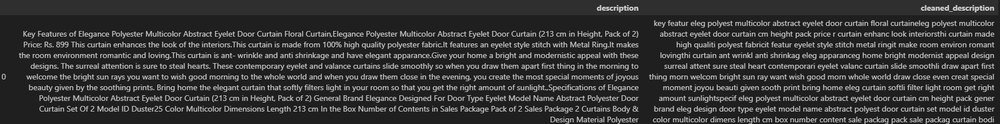 description
Key Features of Elegance Polyester Multicolor Abstract Eyelet Door Curtain Floral Curtain,Elegance Polyester Multicolor Abstract Eyelet Door Curtain (213 cm in Height, Pack of 2)
Price: Rs. 899 This curtain enhances the look of the interiors.This curtain is made from 100% high quality polyester fabric.It features an eyelet style stitch with Metal Ring.It makes
the room environment romantic and loving.This curtain is ant- wrinkle and anti shrinkage and have elegant apparance.Give your home a bright and modernistic appeal with these
designs. The surreal attention is sure to steal hearts. These contemporary eyelet and valance curtains slide smoothly so when you draw them apart first thing in the morning to
0
welcome the bright sun rays you want to wish good morning to the whole world and when you draw them close in the evening, you create the most special moments of joyous
beauty given by the soothing prints. Bring home the elegant curtain that softly filters light in your room so that you get the right amount of sunlight.,Specifications of Elegance
Polyester Multicolor Abstract Eyelet Door Curtain (213 cm in Height, Pack of 2) General Brand Elegance Designed For Door Type Eyelet Model Name Abstract Polyester Door
Curtain Set Of 2 Model ID Duster25 Color Multicolor Dimensions Length 213 cm In the Box Number of Contents in Sales Package Pack of 2 Sales Package 2 Curtains Body &
Design Material Polyester
cleaned_description
key featur eleg polyest multicolor abstract eyelet door curtain floral curtaineleg polyest multicolor
abstract eyelet door curtain cm height pack price r curtain enhanc look interiorsthi curtain made
high qualiti polyest fabricit featur eyelet style stitch metal ringit make room environ romant
lovingthi curtain ant wrinkl anti shrinkag eleg apparanceg home bright modernist appeal design
surreal attent sure steal heart contemporari eyelet valanc curtain slide smoothli draw apart first
thing morn welcom bright sun ray want wish good morn whole world draw close even creat special
moment joyou beauti given sooth print bring home eleg curtain softli filter light room get right
amount sunlightspecif eleg polyest multicolor abstract eyelet door curtain cm height pack gener
brand eleg design door type eyelet model name abstract polyest door curtain set model id duster
color multicolor dimens length cm box number content sale packag pack sale packag curtain bodi